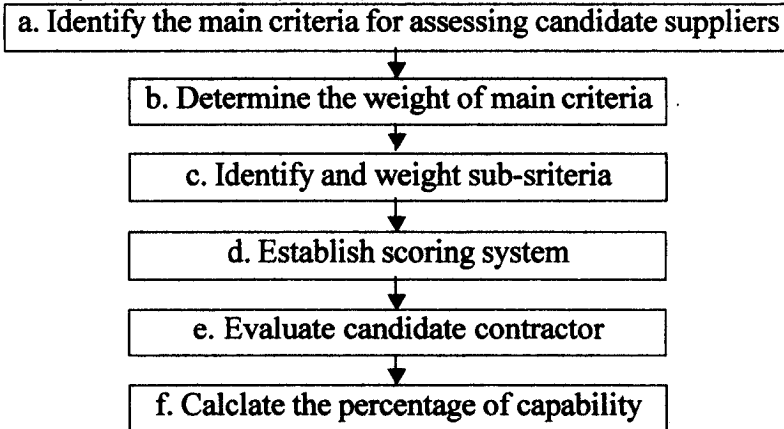 a. Identify the main criteria for assessing candidate suppliers
b. Determine the weight of main criteria
c. Identify and weight sub-sriteria
d. Establish scoring system
e. Evaluate candidate contractor
f. Calclate the percentage of capability